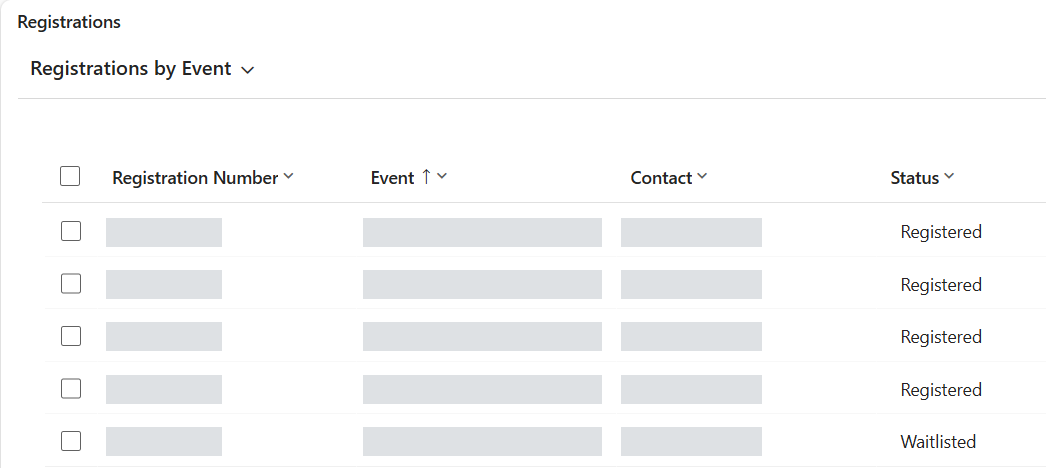 Registrations
Registrations by Event
Registration Number Event ↑ Contact Status
Registered
Registered
Registered
Registered
Waitlisted